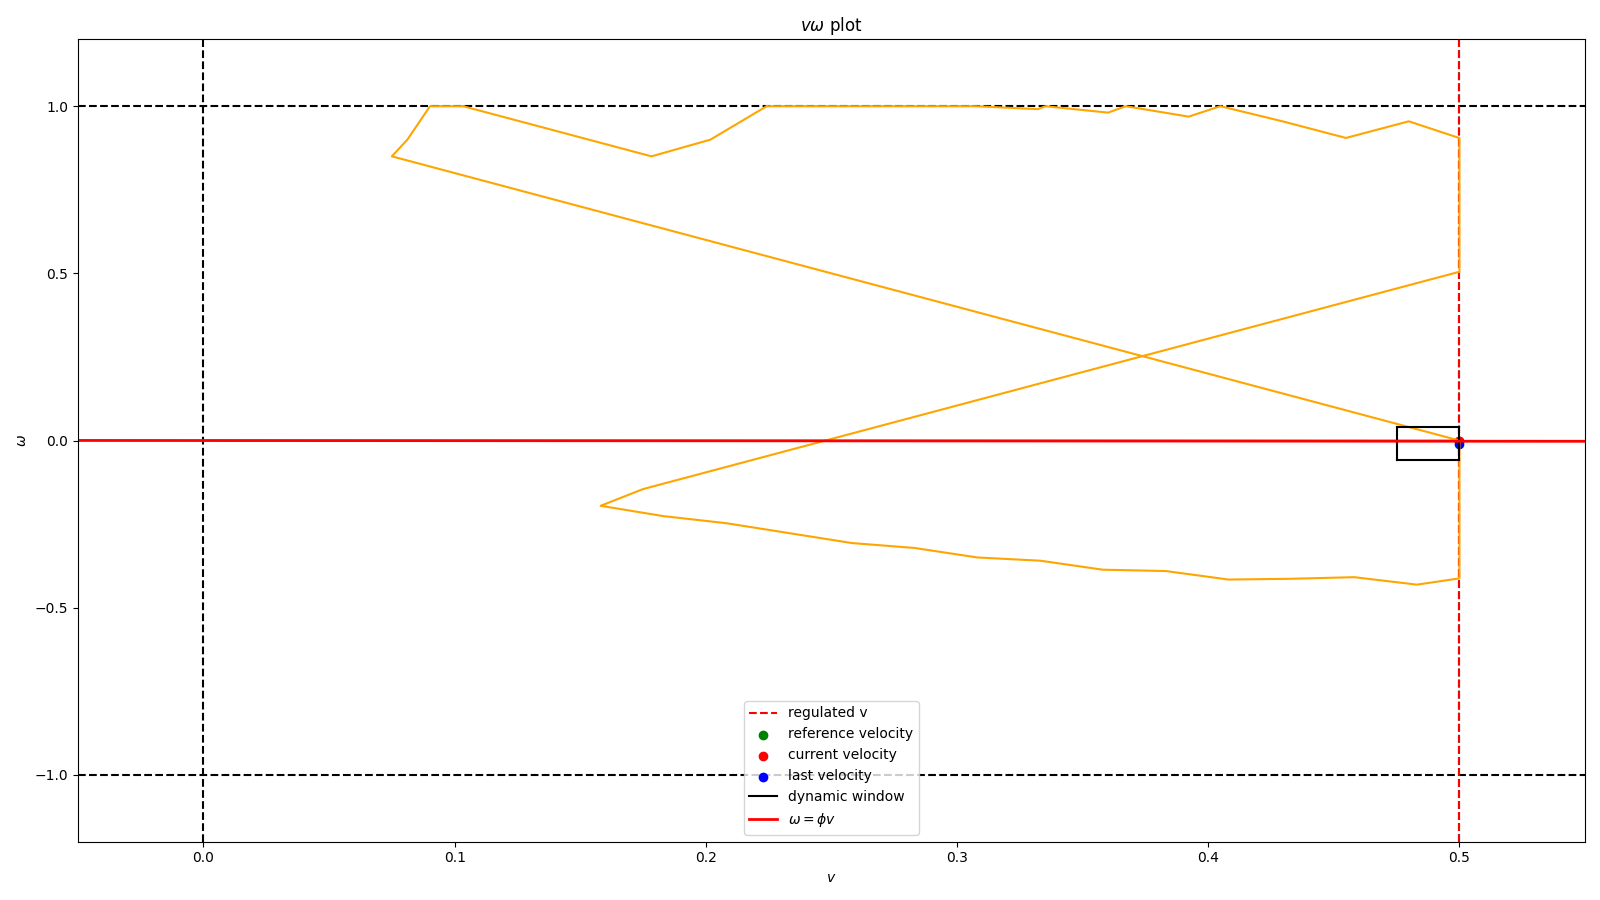 vω plot
1.0
0.5
0.0
−0.5
−1.0
ω
regulated v
reference velocity
current velocity
last velocity
dynamic window
ω = ϕv
0.0 0.1 0.2 0.3 0.4 0.5
v